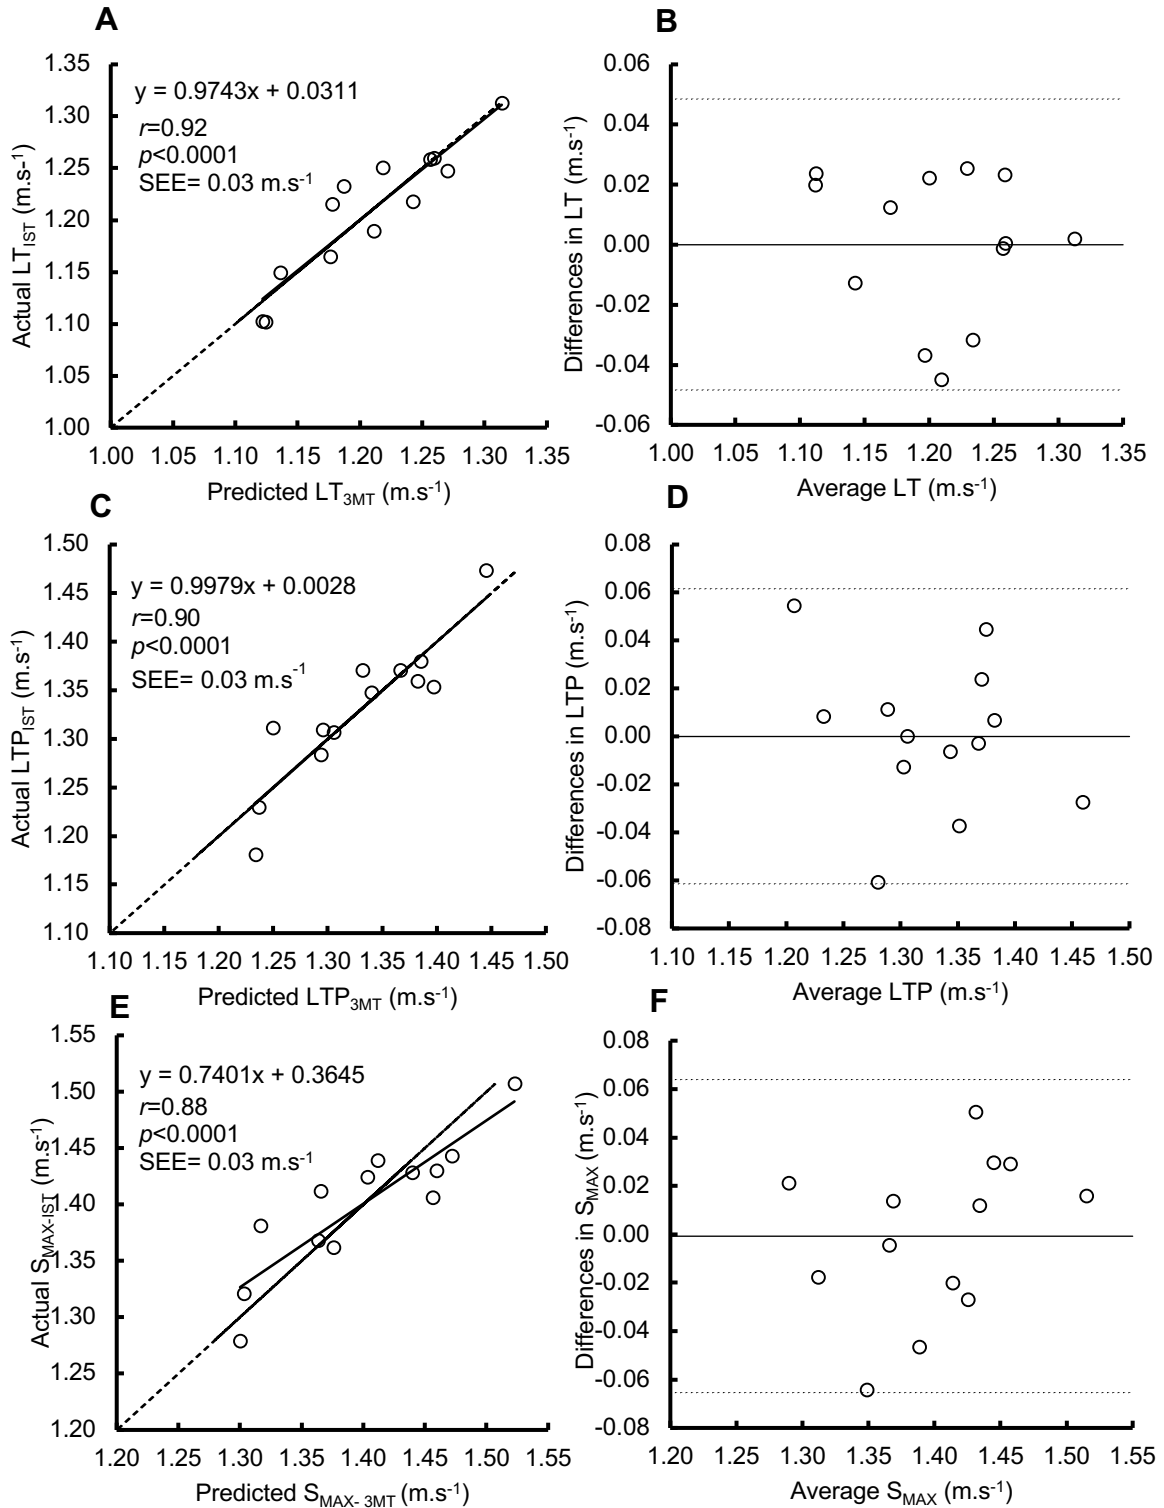 A
1.35
1.30
1.25
1.20
1.15
1.10
1.05
1.00
Actual LT_IST (m.s-1)
y = 0.9743x + 0.0311
r=0.92
p<0.0001
SEE= 0.03 m.s-1
1.00 1.05 1.10 1.15 1.20 1.25 1.30 1.35
Predicted LT3MT (m.s-1)
B
0.06
0.04
0.02
0.00
-0.02
-0.04
-0.06
Differences in LT (m.s-1)
1.00 1.05 1.10 1.15 1.20 1.25 1.30 1.35
Average LT (m.s-1)
C
1.50
1.45
1.40
1.35
1.30
1.25
1.20
1.15
1.10
Actual LTPIST (m.s-1)
y = 0.9979x + 0.0028
r=0.90
p<0.0001
SEE= 0.03 m.s-1
1.10 1.15 1.20 1.25 1.30 1.35 1.40 1.45 1.50
Predicted LTP3MT (m.s-1)
D
0.08
0.06
0.04
0.02
0.00
-0.02
-0.04
-0.06
-0.08
Differences in LTP (m.s-1)
1.10 1.15 1.20 1.25 1.30 1.35 1.40 1.45 1.50
Average LTP (m.s-1)
E
1.55
1.50
1.45
1.40
1.35
1.30
1.25
1.20
Actual SMAX-IST (m.s-1)
y = 0.7401x + 0.3645
r=0.88
p<0.0001
SEE= 0.03 m.s-1
1.20 1.25 1.30 1.35 1.40 1.45 1.50 1.55
Predicted SMAX- 3MT (m.s-1)
F
0.08
0.06
0.04
0.02
0.00
-0.02
-0.04
-0.06
-0.08
Differences in SMAX (m.s-1)
1.20 1.25 1.30 1.35 1.40 1.45 1.50 1.55
Average SMAX (m.s-1)